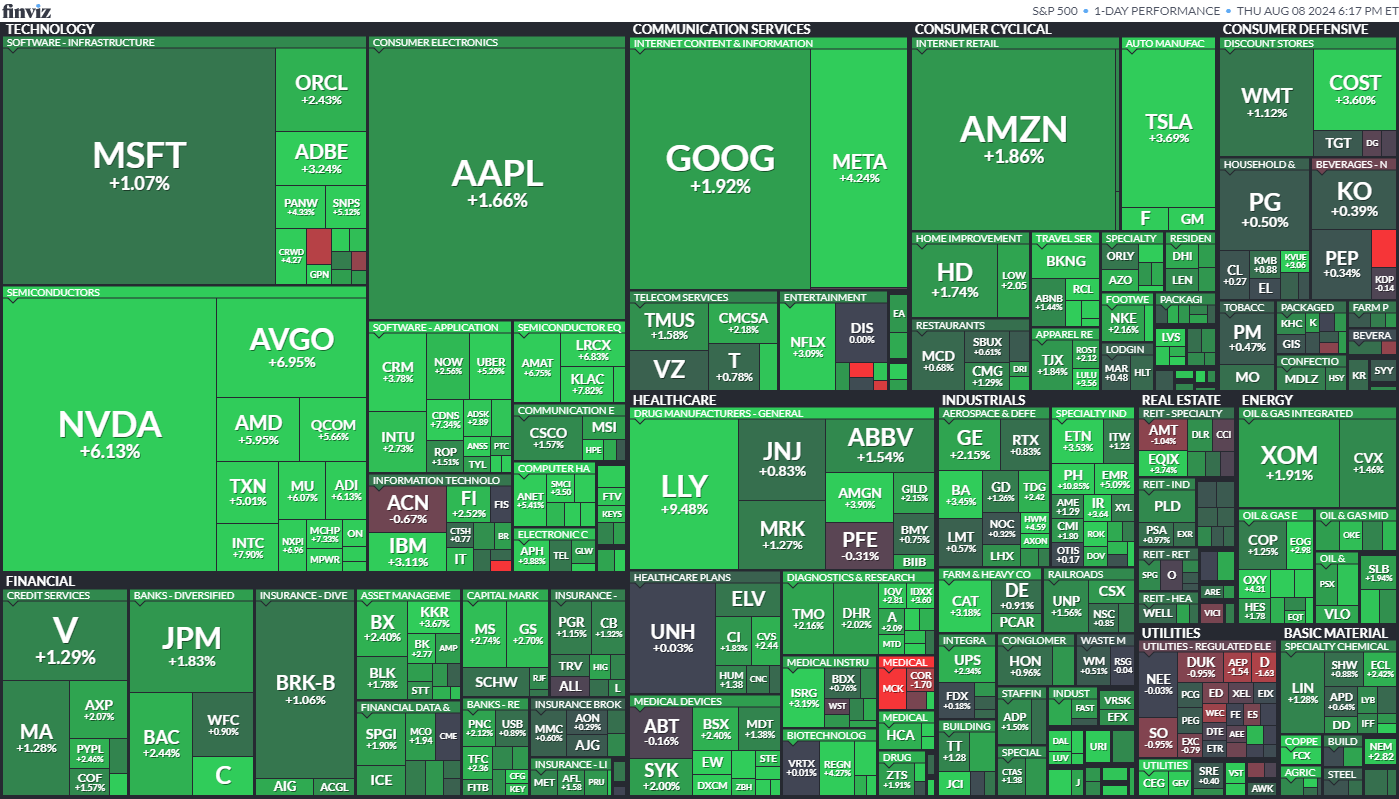 finviz
S&P 500 • 1-DAY PERFORMANCE • THU AUG 08 2024 6:17 PM ET
TECHNOLOGY
SOFTWARE - INFRASTRUCTURE
MSFT
+1.07%
ORCL
+2.43%
ADBE
+3.24%
PANW
+4.33%
SNPS
+5.12%
CRWD
+4.27
GPN
CONSUMER ELECTRONICS
AAPL
+1.66%
SEMICONDUCTORS
NVDA
+6.13%
AVGO
+6.95%
AMD
+5.95%
QCOM
+5.66%
TXN
+5.01%
MU
+6.07%
ADI
+6.13%
INTC
+7.90%
NXPI
+6.96
MCHP
+7.33%
ON
MPWR
SOFTWARE - APPLICATION
CRM
+3.78%
NOW
+2.56%
UBER
+5.29%
INTU
+2.73%
CDNS
+7.34%
ADSK
+2.89
ROP
+1.51%
ANSS
PTC
TYL
SEMICONDUCTOR EQ
AMAT
+6.75%
LRCX
+6.83%
KLAC
+7.82%
COMMUNICATION E
CSCO
+1.57%
MSI
HPE
INFORMATION TECHNOLO
ACN
-0.67%
FI
+2.52%
FIS
IBM
+3.11%
CTSH
+0.77
BR
IT
COMPUTER HA
ANET
+5.41%
SMCI
+3.50
FTV
KEYS
ELECTRONIC C
APH
+3.88%
TEL
GLW
COMMUNICATION SERVICES
INTERNET CONTENT & INFORMATION
GOOG
+1.92%
META
+4.24%
TELECOM SERVICES
TMUS
+1.58%
CMCSA
+2.18%
VZ
T
+0.78%
ENTERTAINMENT
NFLX
+3.09%
DIS
0.00%
EA
CONSUMER CYCLICAL
INTERNET RETAIL
AMZN
+1.86%
AUTO MANUFAC
TSLA
+3.69%
F
GM
HOME IMPROVEMENT
HD
+1.74%
LOW
+2.05
TRAVEL SER
BKNG
ABNB
+1.44%
RCL
SPECIALTY
ORLY
AZO
RESIDEN
DHI
LEN
RESTAURANTS
MCD
+0.68%
SBUX
+0.61%
CMG
+1.29%
DRI
APPAREL RE
TJX
+1.84%
ROST
+2.12
LULU
+3.56
FOOTWE
NKE
+2.16%
PACKAGI
LODGIN
MAR
+0.48
HLT
LVS
CONSUMER DEFENSIVE
DISCOUNT STORES
WMT
+1.12%
COST
+3.60%
TGT
DG
HOUSEHOLD &
PG
+0.50%
CL
+0.27
KMB
+0.88
KVUE
+3.06
EL
BEVERAGES - N
KO
+0.39%
PEP
+0.34%
KDP
-0.14
TOBACC
PM
+0.47%
MO
PACKAGED
KHC
K
GIS
FARM P
BEVERA
CONFECTIO
MDLZ
HSY
KR
SYY
HEALTHCARE
DRUG MANUFACTURERS - GENERAL
LLY
+9.48%
JNJ
+0.83%
ABBV
+1.54%
MRK
+1.27%
AMGN
+3.90%
GILD
+2.15%
PFE
-0.31%
BMY
+0.75%
BIIB
HEALTHCARE PLANS
UNH
+0.03%
ELV
CI
+1.83%
CVS
+2.44
HUM
+1.38
CNC
DIAGNOSTICS & RESEARCH
TMO
+2.16%
DHR
+2.02%
IQV
+2.81
IDXX
+3.60
A
+2.09
MTD
MEDICAL INSTRU
ISRG
+3.19%
BDX
+0.76%
WST
MEDICAL
MCK
COR
-1.70
MEDICAL DEVICES
ABT
-0.16%
BSX
+2.40%
MDT
+1.38%
SYK
+2.00%
EW
STE
DXCM
ZBH
BIOTECHNOLOG
VRTX
+0.01%
REGN
+4.27%
MEDICAL
HCA
DRUG
ZTS
+1.91%
INDUSTRIALS
AEROSPACE & DEFE
GE
+2.15%
RTX
+0.83%
BA
+3.45%
GD
+1.26%
TDG
+2.42
LMT
+0.57%
NOC
+0.32%
HWM
+4.59
AXON
LHX
SPECIALTY IND
ETN
+3.53%
ITW
+1.23
PH
+10.85%
EMR
+5.09%
AME
+1.29
IR
+3.64
XYL
CMI
+1.80
ROK
OTIS
+0.17
DOV
FARM & HEAVY CO
CAT
+3.18%
DE
+0.91%
PCAR
RAILROADS
UNP
+1.56%
CSX
NSC
+0.85
INTEGRA
UPS
+2.34%
FDX
+0.18%
CONGLOMER
HON
+0.96%
WASTE M
WM
+0.51%
RSG
-0.04
STAFFIN
ADP
+1.50%
INDUST
FAST
VRSK
EFX
BUILDING
TT
+1.28
JCI
SPECIAL
CTAS
+1.38
DAL
LUV
URI
J
REAL ESTATE
REIT - SPECIALTY
AMT
-1.04%
DLR
CCI
EQIX
+3.74%
REIT - IND
PLD
PSA
+0.97%
EXR
REIT - RET
SPG
O
ARE
REIT - HEA
WELL
VICI
ENERGY
OIL & GAS INTEGRATED
XOM
+1.91%
CVX
+1.46%
OIL & GAS E
COP
+1.25%
EOG
+2.98
OXY
+4.31
HES
+1.78
EQT
OIL & GAS MID
OKE
OIL &
PSX
VLO
SLB
+1.94%
UTILITIES
UTILITIES - REGULATED ELE
NEE
-0.03%
DUK
-0.95%
AEP
-1.54
D
-1.63
SO
-0.95%
PCG
ED
XEL
EIX
PEG
WEC
FE
ES
EXC
-0.79
DTE
AEE
ETR
UTILITIES
CEG
GEV
SRE
+0.40
VST
AWK
BASIC MATERIAL
SPECIALTY CHEMICAL
LIN
+1.28%
SHW
+0.88%
ECL
+2.42%
APD
+0.64%
LYB
DD
IFF
COPPE
FCX
BUILD
NEM
+2.82
AGRIC
STEEL
FINANCIAL
CREDIT SERVICES
V
+1.29%
MA
+1.28%
AXP
+2.07%
PYPL
+2.46%
COF
+1.57%
BANKS - DIVERSIFIED
JPM
+1.83%
BAC
+2.44%
WFC
+0.90%
C
INSURANCE - DIVE
BRK-B
+1.06%
AIG
ACGL
ASSET MANAGEME
BX
+2.40%
KKR
+3.67%
BK
+2.77
AMP
BLK
+1.78%
STT
CAPITAL MARK
MS
+2.74%
GS
+2.70%
SCHW
RJF
INSURANCE -
PGR
+1.15%
CB
+1.32%
TRV
HIG
ALL
L
FINANCIAL DATA &
SPGI
+1.90%
MCO
+1.94
CME
ICE
BANKS - RE
PNC
+2.12%
USB
+0.89%
TFC
+2.36
CFG
FITB
KEY
INSURANCE BROK
MMC
+0.60%
AON
+0.29%
AJG
INSURANCE - LI
MET
AFL
+1.58
PRU